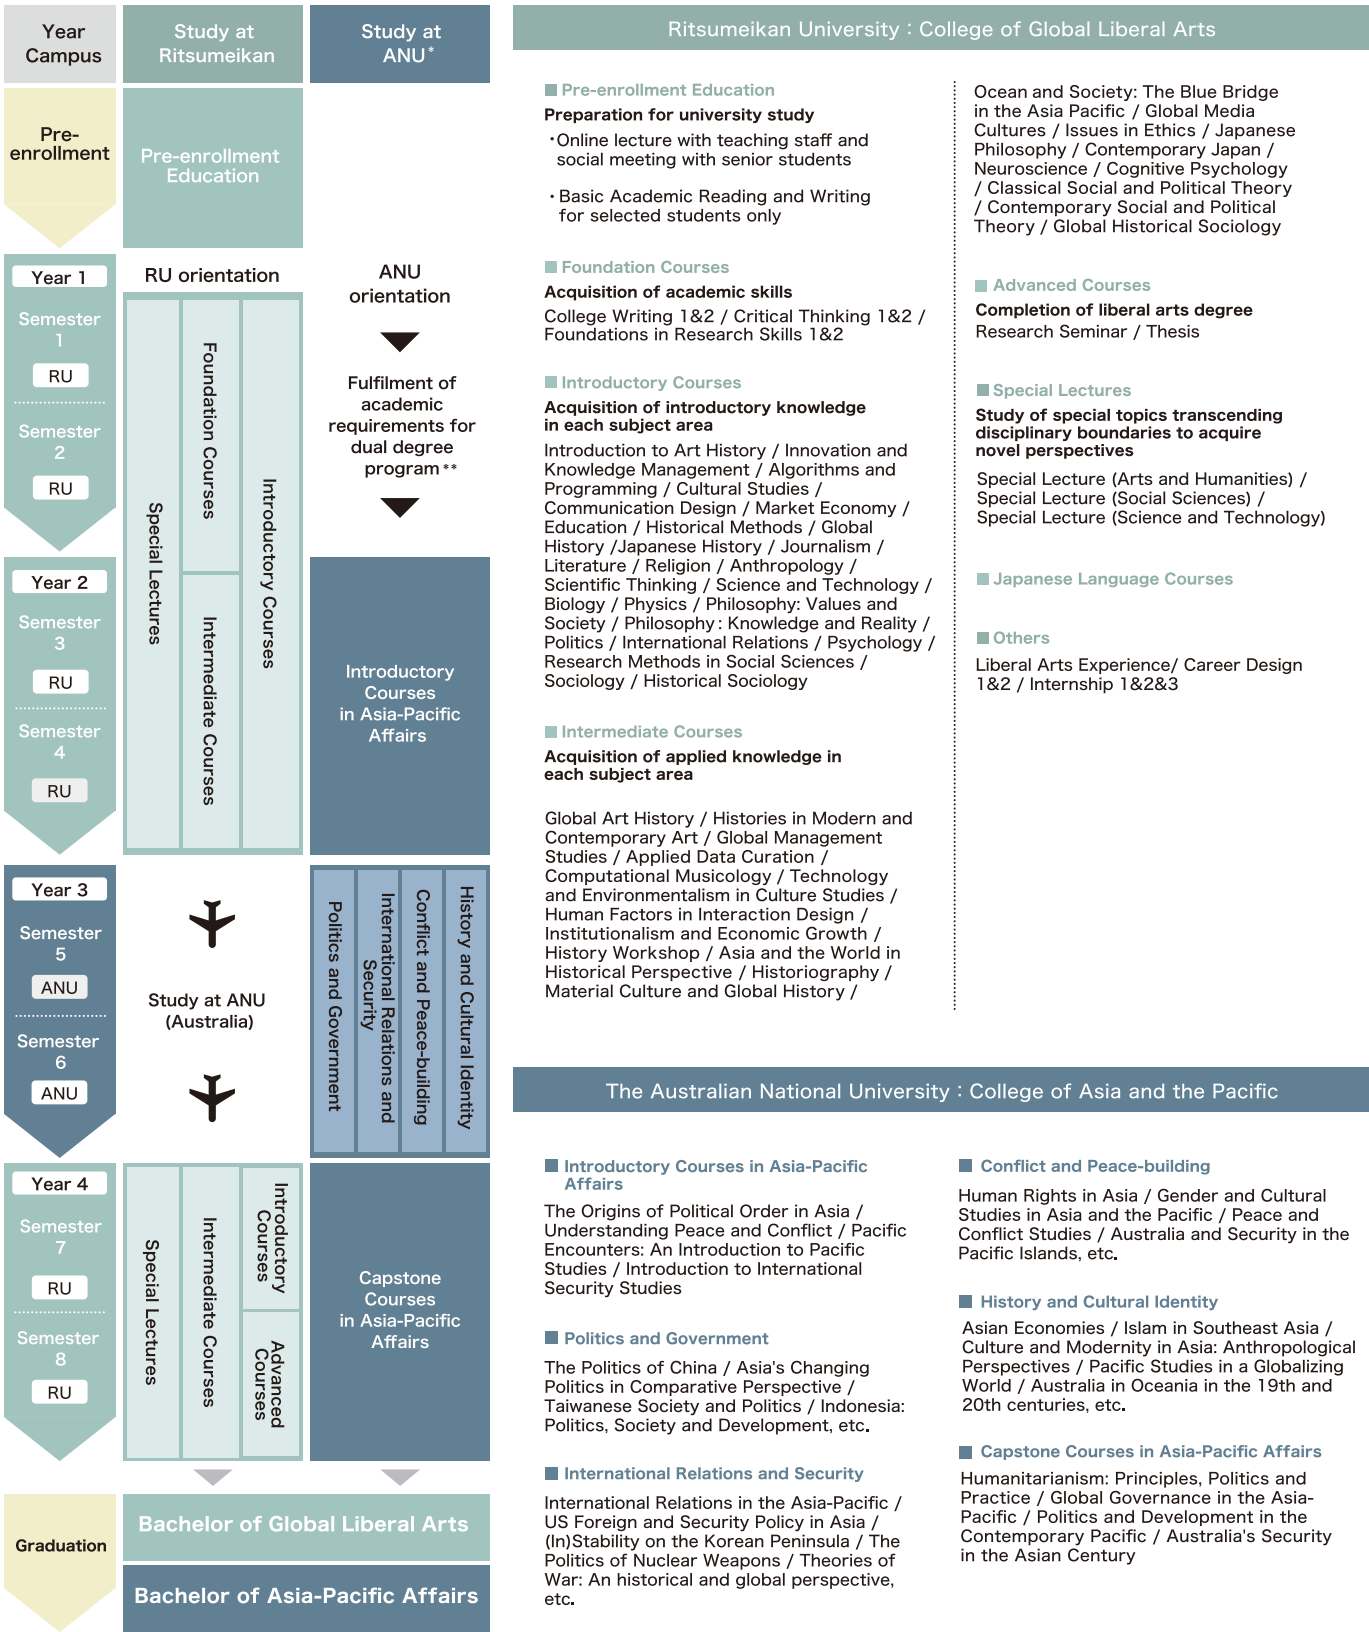 Year
Campus
Study at
Ritsumeikan
Study at
ANU*
Pre-
enrollment
Pre-enrollment
Education
Year 1
Semester
1
RU
Semester
2
RU
RU orientation
ANU
orientation
Fulfilment of
academic
requirements for
dual degree
program**
Special Lectures
Foundation Courses
Intermediate Courses
Introductory Courses
Year 2
Semester
3
RU
Semester
4
RU
Introductory
Courses
in Asia-Pacific
Affairs
Year 3
Semester
5
ANU
Semester
6
ANU
Study at ANU
(Australia)
Politics and Government
International Relations and
Security
Conflict and Peace-building
History and Cultural Identity
Year 4
Semester
7
RU
Semester
8
RU
Special Lectures
Intermediate Courses
Introductory
Courses
Advanced
Courses
Capstone
Courses
in Asia-Pacific
Affairs
Graduation
Bachelor of Global Liberal Arts
Bachelor of Asia-Pacific Affairs
Ritsumeikan University : College of Global Liberal Arts
Pre-enrollment Education
Preparation for university study
・Online lecture with teaching staff and
social meeting with senior students
・Basic Academic Reading and Writing
for selected students only
Foundation Courses
Acquisition of academic skills
College Writing 1&2 / Critical Thinking 1&2 /
Foundations in Research Skills 1&2
Introductory Courses
Acquisition of introductory knowledge
in each subject area
Introduction to Art History / Innovation and
Knowledge Management / Algorithms and
Programming / Cultural Studies /
Communication Design / Market Economy /
Education / Historical Methods / Global
History /Japanese History / Journalism /
Literature / Religion / Anthropology /
Scientific Thinking / Science and Technology /
Biology / Physics / Philosophy: Values and
Society / Philosophy: Knowledge and Reality /
Politics / International Relations / Psychology /
Research Methods in Social Sciences /
Sociology / Historical Sociology
Intermediate Courses
Acquisition of applied knowledge in
each subject area
Global Art History / Histories in Modern and
Contemporary Art / Global Management
Studies / Applied Data Curation /
Computational Musicology / Technology
and Environmentalism in Culture Studies /
Human Factors in Interaction Design /
Institutionalism and Economic Growth /
History Workshop / Asia and the World in
Historical Perspective / Historiography /
Material Culture and Global History /
Ocean and Society: The Blue Bridge
in the Asia Pacific / Global Media
Cultures / Issues in Ethics / Japanese
Philosophy / Contemporary Japan /
Neuroscience / Cognitive Psychology
/ Classical Social and Political Theory
/ Contemporary Social and Political
Theory / Global Historical Sociology
Advanced Courses
Completion of liberal arts degree
Research Seminar / Thesis
Special Lectures
Study of special topics transcending
disciplinary boundaries to acquire
novel perspectives
Special Lecture (Arts and Humanities) /
Special Lecture (Social Sciences) /
Special Lecture (Science and Technology)
Japanese Language Courses
Others
Liberal Arts Experience/ Career Design
1&2 / Internship 1&2&3
The Australian National University : College of Asia and the Pacific
Introductory Courses in Asia-Pacific
Affairs
The Origins of Political Order in Asia /
Understanding Peace and Conflict / Pacific
Encounters: An Introduction to Pacific
Studies / Introduction to International
Security Studies
Politics and Government
The Politics of China / Asia's Changing
Politics in Comparative Perspective /
Taiwanese Society and Politics / Indonesia:
Politics, Society and Development, etc.
International Relations and Security
International Relations in the Asia-Pacific /
US Foreign and Security Policy in Asia /
(In)Stability on the Korean Peninsula / The
Politics of Nuclear Weapons / Theories of
War: An historical and global perspective,
etc.
Conflict and Peace-building
Human Rights in Asia / Gender and Cultural
Studies in Asia and the Pacific / Peace and
Conflict Studies / Australia and Security in the
Pacific Islands, etc.
History and Cultural Identity
Asian Economies / Islam in Southeast Asia /
Culture and Modernity in Asia: Anthropological
Perspectives / Pacific Studies in a Globalizing
World / Australia in Oceania in the 19th and
20th centuries, etc.
Capstone Courses in Asia-Pacific Affairs
Humanitarianism: Principles, Politics and
Practice / Global Governance in the Asia-
Pacific / Politics and Development in the
Contemporary Pacific / Australia's Security
in the Asian Century